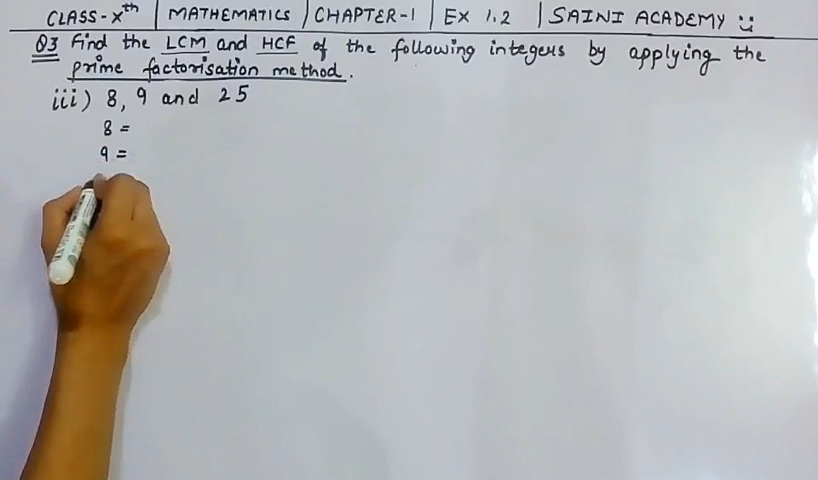 CLASS-Xth | MATHEMATICS | CHAPTER-1 | EX 1.2 | SAINI ACADEMY
Q3 Find the LCM and HCF of the following integers by applying the
prime factorisation method.
iii) 8, 9 and 25
8 =
9 =